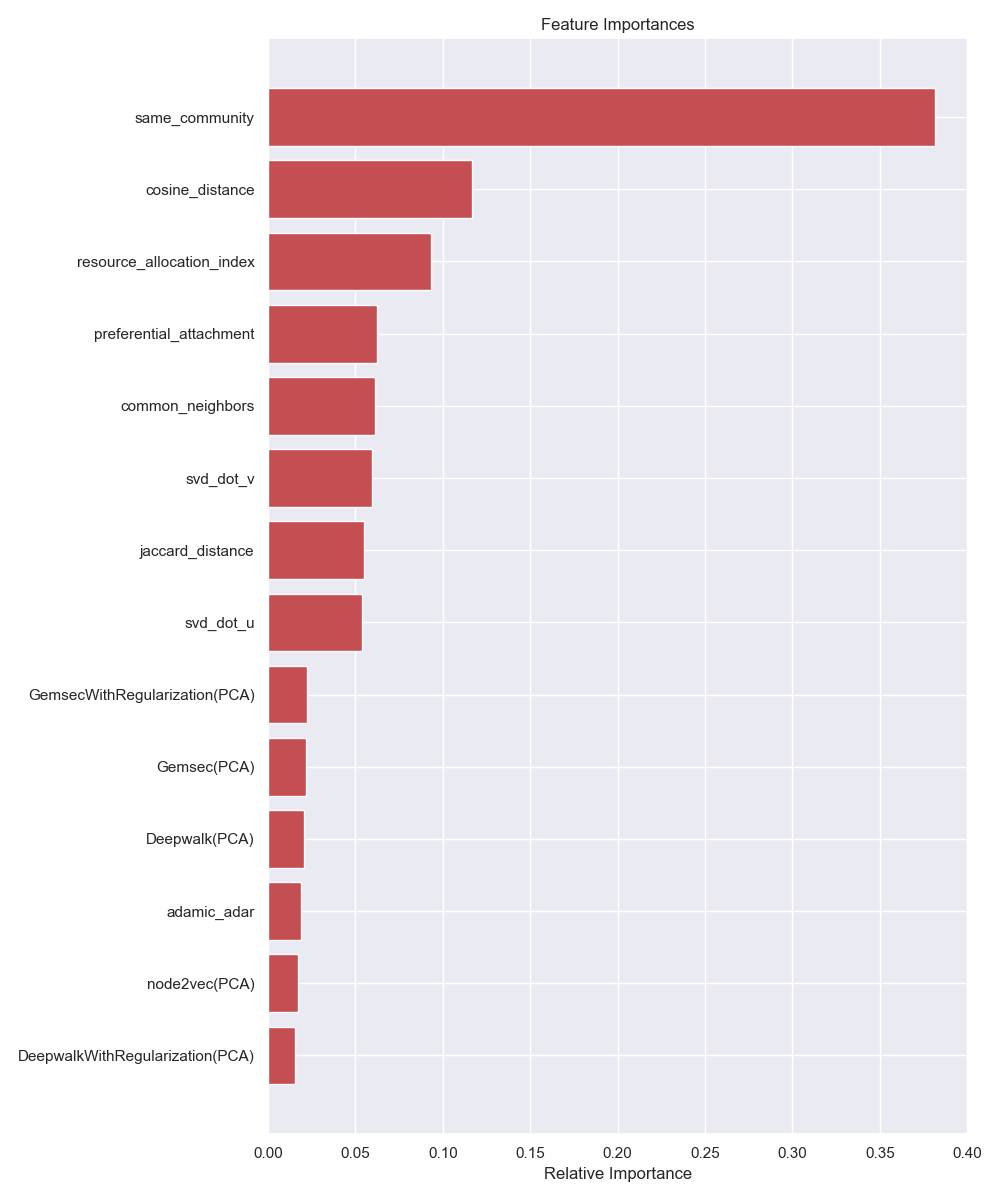 Feature Importances
same_community
cosine_distance
resource_allocation_index
preferential_attachment
common_neighbors
svd_dot_v
jaccard_distance
svd_dot_u
GemsecWithRegularization(PCA)
Gemsec(PCA)
Deepwalk(PCA)
adamic_adar
node2vec(PCA)
DeepwalkWithRegularization(PCA)
0.00 0.05 0.10 0.15 0.20 0.25 0.30 0.35 0.40
Relative Importance